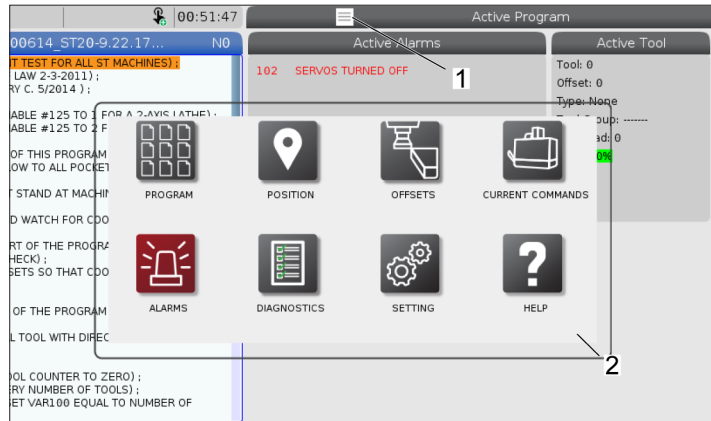 00:51:47
Active Program
00614_ST20-9.22.17... N0
Active Alarms
Active Tool
1
102 SERVOS TURNED OFF
Tool: 0
Offset: 0
Type: None
oup: -------
ad: 0
0%
T TEST FOR ALL ST MACHINES) ;
LAW 2-3-2011) ;
RY C. 5/2014 ) ;
ABLE #125 TO 1 FOR A 2-AXIS LATHE) ;
ABLE #125 TO 2 F
OF THIS PROGRAM
LOW TO ALL POCKET
T STAND AT MACHIN
D WATCH FOR COO
RT OF THE PROGRA
HECK) ;
SETS SO THAT COO
OF THE PROGRAM
L TOOL WITH DIREC
OOL COUNTER TO ZERO) ;
ERY NUMBER OF TOOLS) ;
SET VAR100 EQUAL TO NUMBER OF
PROGRAM
POSITION
OFFSETS
CURRENT COMMANDS
ALARMS
DIAGNOSTICS
SETTING
?
HELP
2